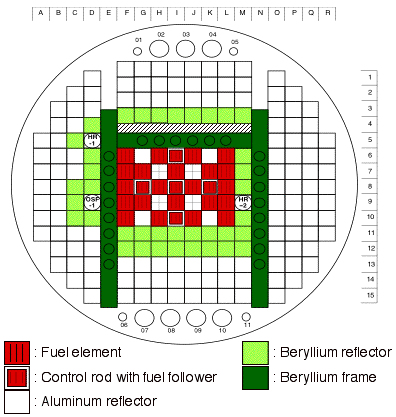 A B C D E F G H I J K L M N O P Q R
01 02 03 04 05
1
2
3
4
5
6
7
8
9
10
11
12
13
14
15
HR
-1
OSP
-1
HR
-2
06 07 08 09 10 11
: Fuel element
: Beryllium reflector
: Control rod with fuel follower
: Beryllium frame
: Aluminum reflector